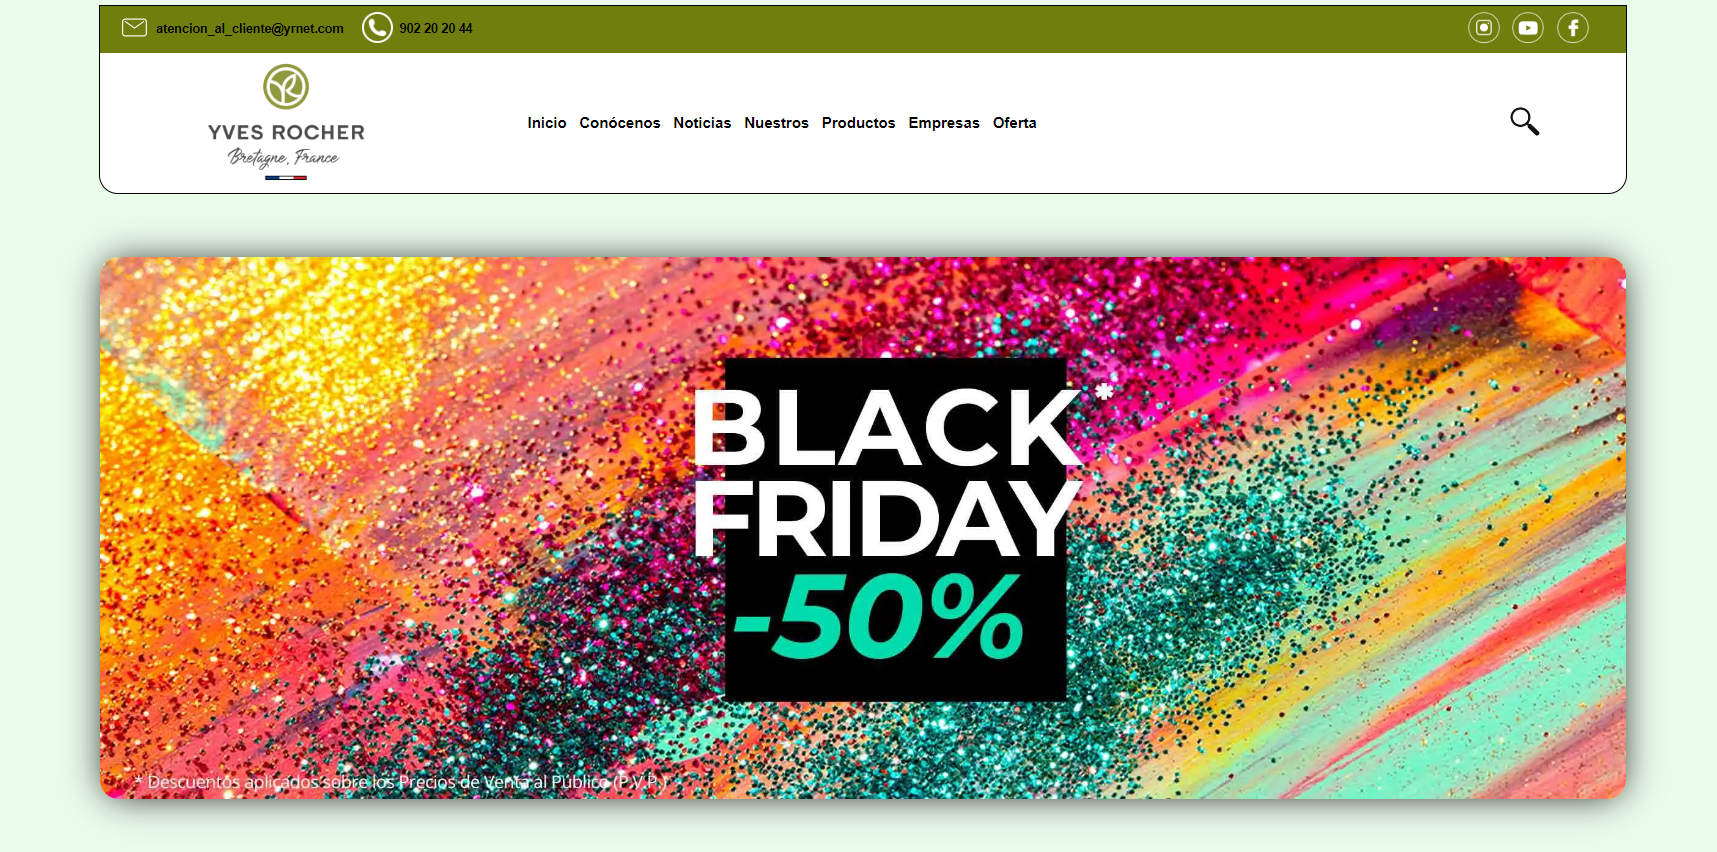 atencion_al_cliente@yrnet.com 902 20 20 44
YVES ROCHER
Bretagne, France
Inicio Conócenos Noticias Nuestros Productos Empresas Oferta
BLACK*
FRIDAY
-50%
* Descuentos aplicados sobre los Precios de Venta al Público (P.V.P.)